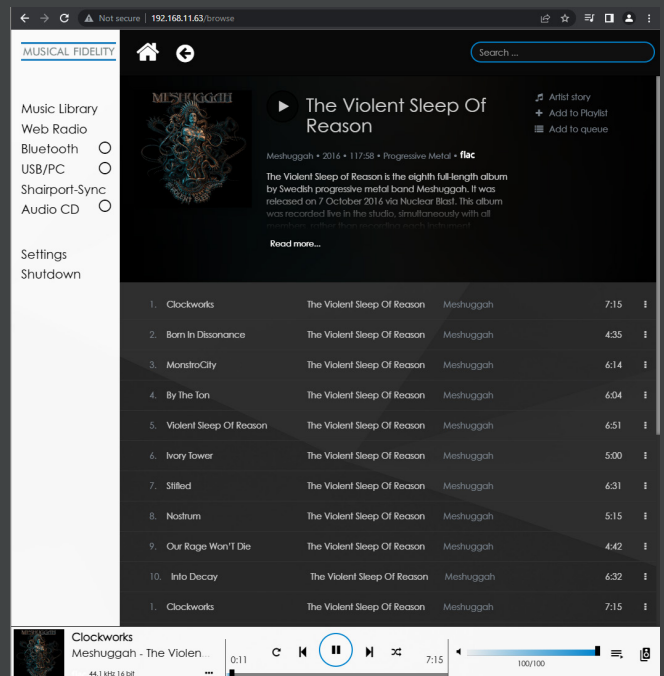 Not secure | 192.168.11.63/browse
MUSICAL FIDELITY
Search ...
Music Library
Web Radio
Bluetooth
USB/PC
Shairport-Sync
Audio CD
Settings
Shutdown
MESHUGGAH
The Violent Sleep Of
Reason
Meshuggah • 2016 • 117:58 • Progressive Metal • flac
The Violent Sleep of Reason is the eighth full-length album
by Swedish progressive metal band Meshuggah. It was
released on 7 October 2016 via Nuclear Blast. This album
was recorded live in the studio, simultaneously with all
members, rather than recording each instrument
Read more...
Artist story
Add to Playlist
Add to queue
1. Clockworks The Violent Sleep Of Reason Meshuggah 7:15
2. Born In Dissonance The Violent Sleep Of Reason Meshuggah 4:35
3. MonstroCity The Violent Sleep Of Reason Meshuggah 6:14
4. By The Ton The Violent Sleep Of Reason Meshuggah 6:04
5. Violent Sleep Of Reason The Violent Sleep Of Reason Meshuggah 6:51
6. Ivory Tower The Violent Sleep Of Reason Meshuggah 5:00
7. Stifled The Violent Sleep Of Reason Meshuggah 6:31
8. Nostrum The Violent Sleep Of Reason Meshuggah 5:15
9. Our Rage Won'T Die The Violent Sleep Of Reason Meshuggah 4:42
10. Into Decay The Violent Sleep Of Reason Meshuggah 6:32
1. Clockworks The Violent Sleep Of Reason Meshuggah 7:15
Clockworks
Meshuggah - The Violen...
44.1 kHz 16 bit
0:11
7:15
100/100